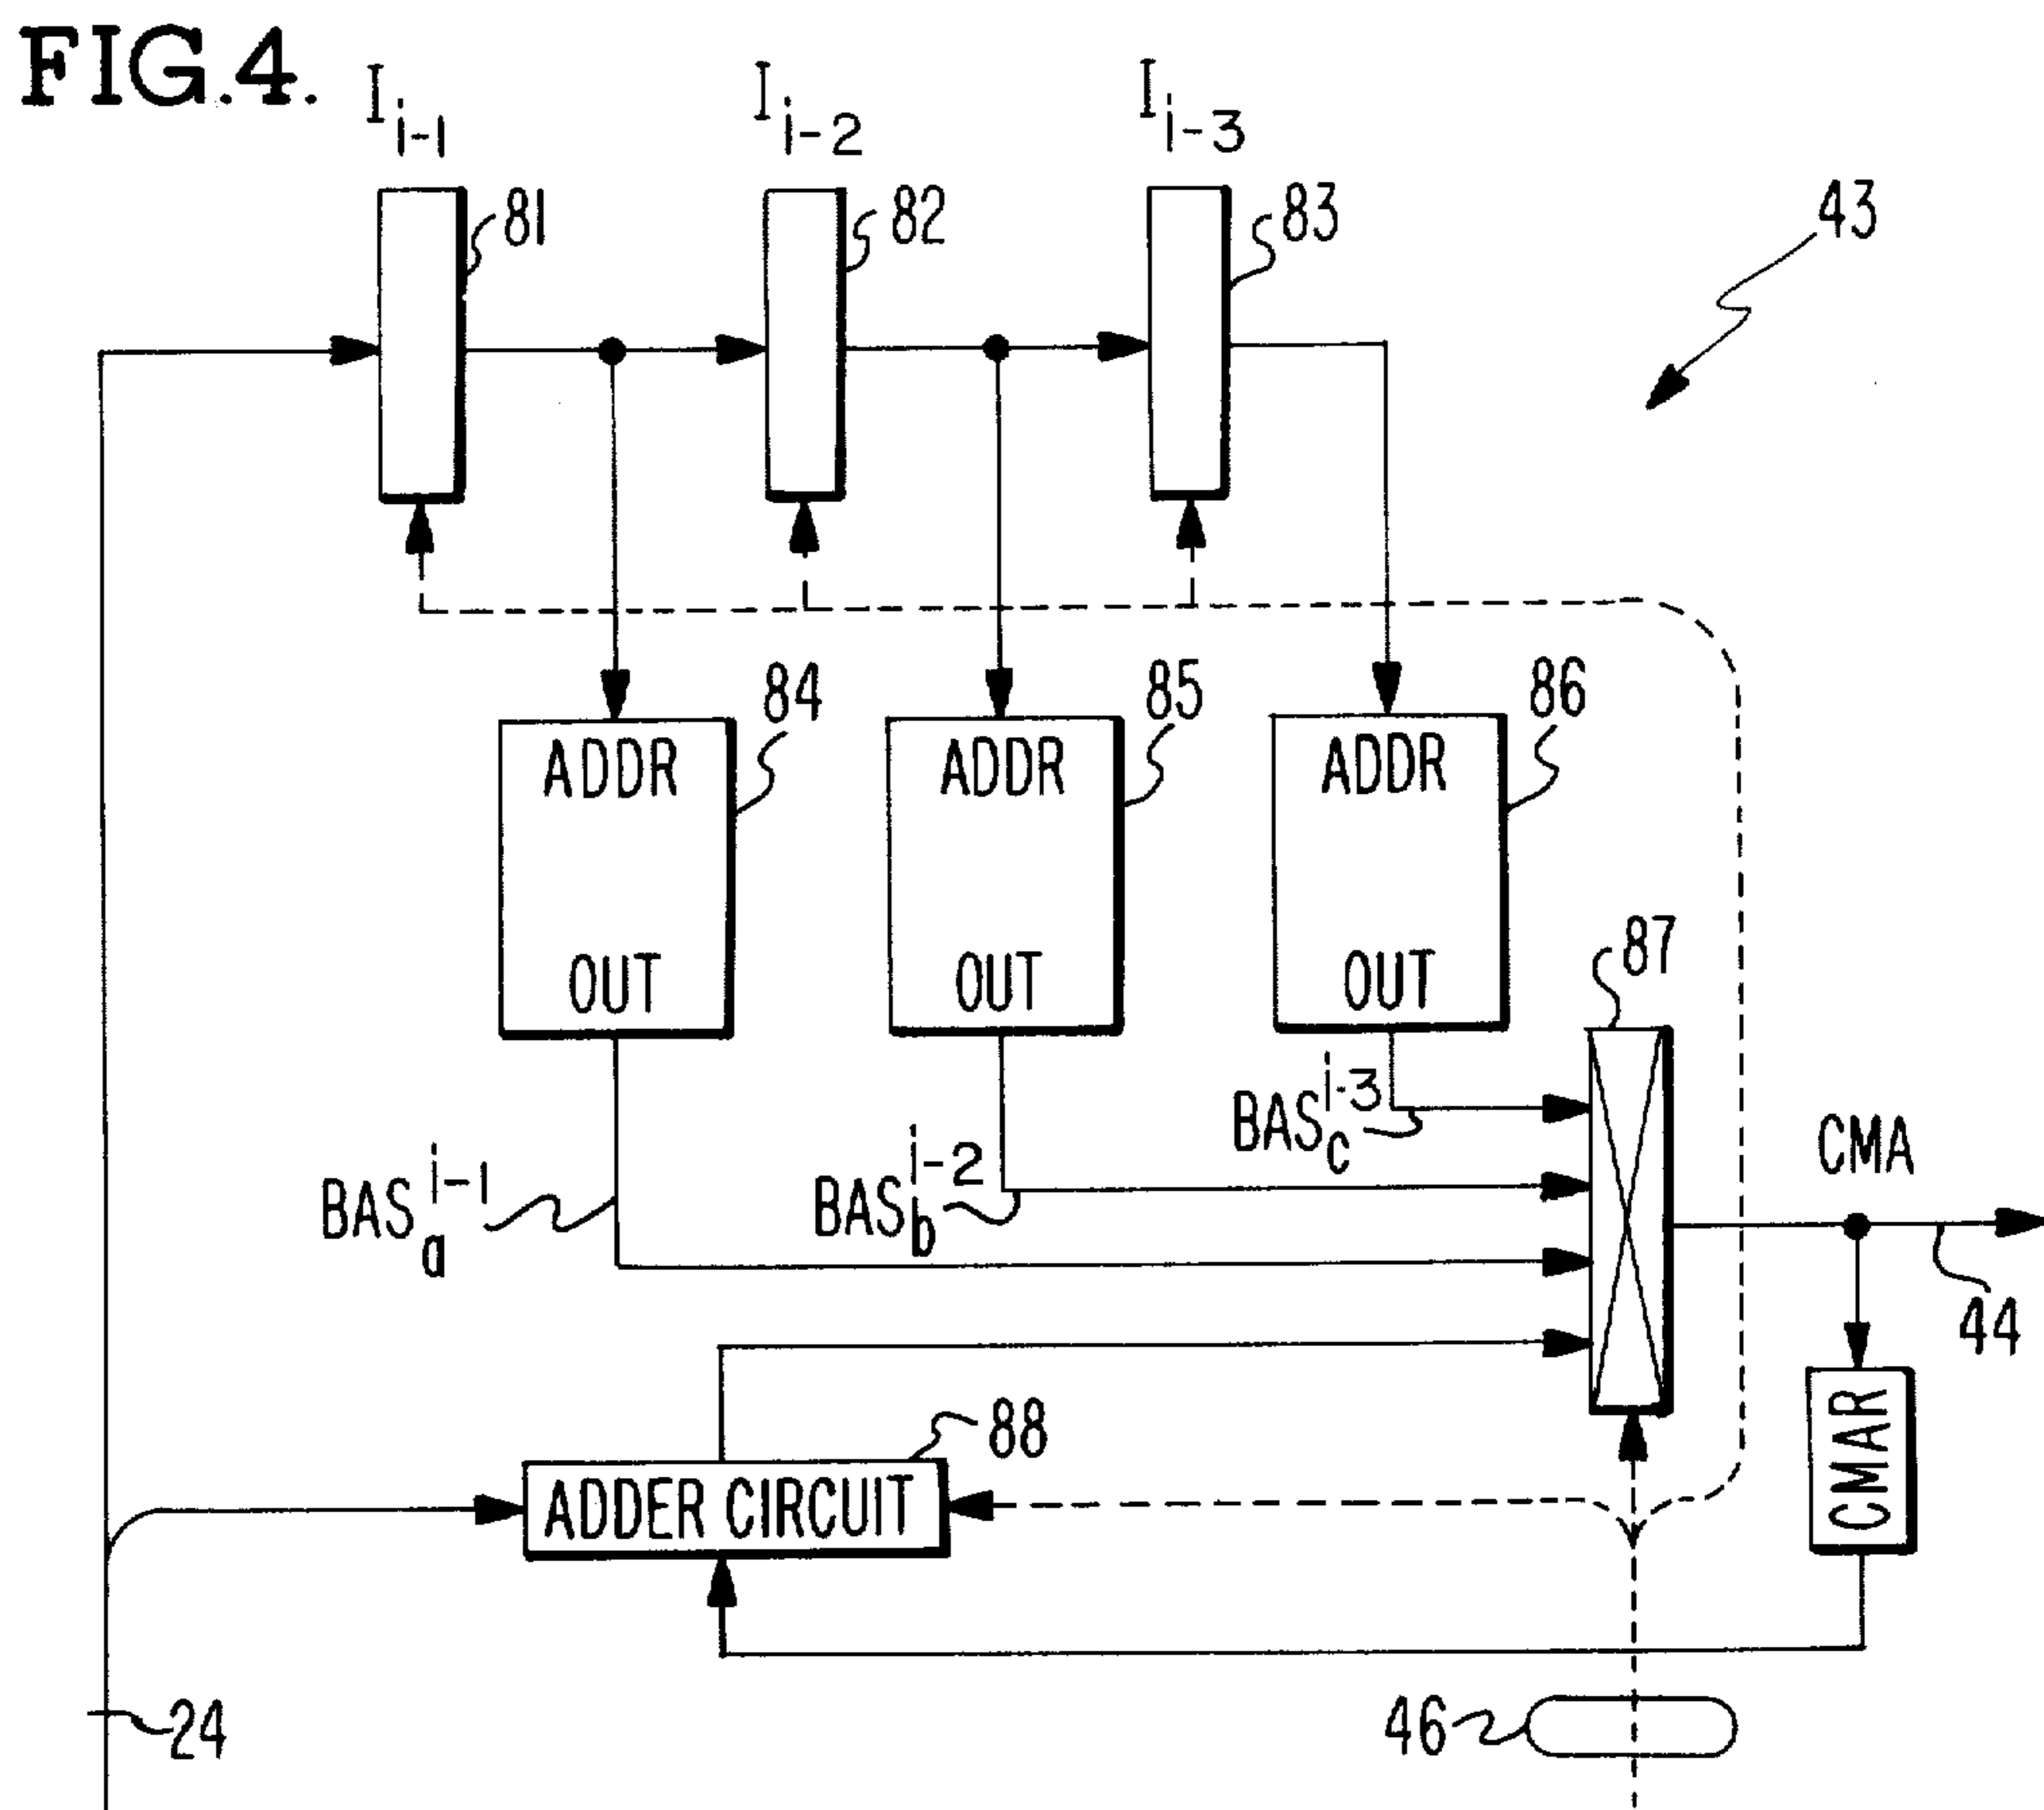 FIG.4.
I i-1
I i-2
I i-3
81
82
83
43
84
85
86
ADDR
ADDR
ADDR
OUT
OUT
OUT
87
BAS a i-1
BAS b i-2
BAS c i-3
CMA
44
88
ADDER CIRCUIT
CMAR
24
46